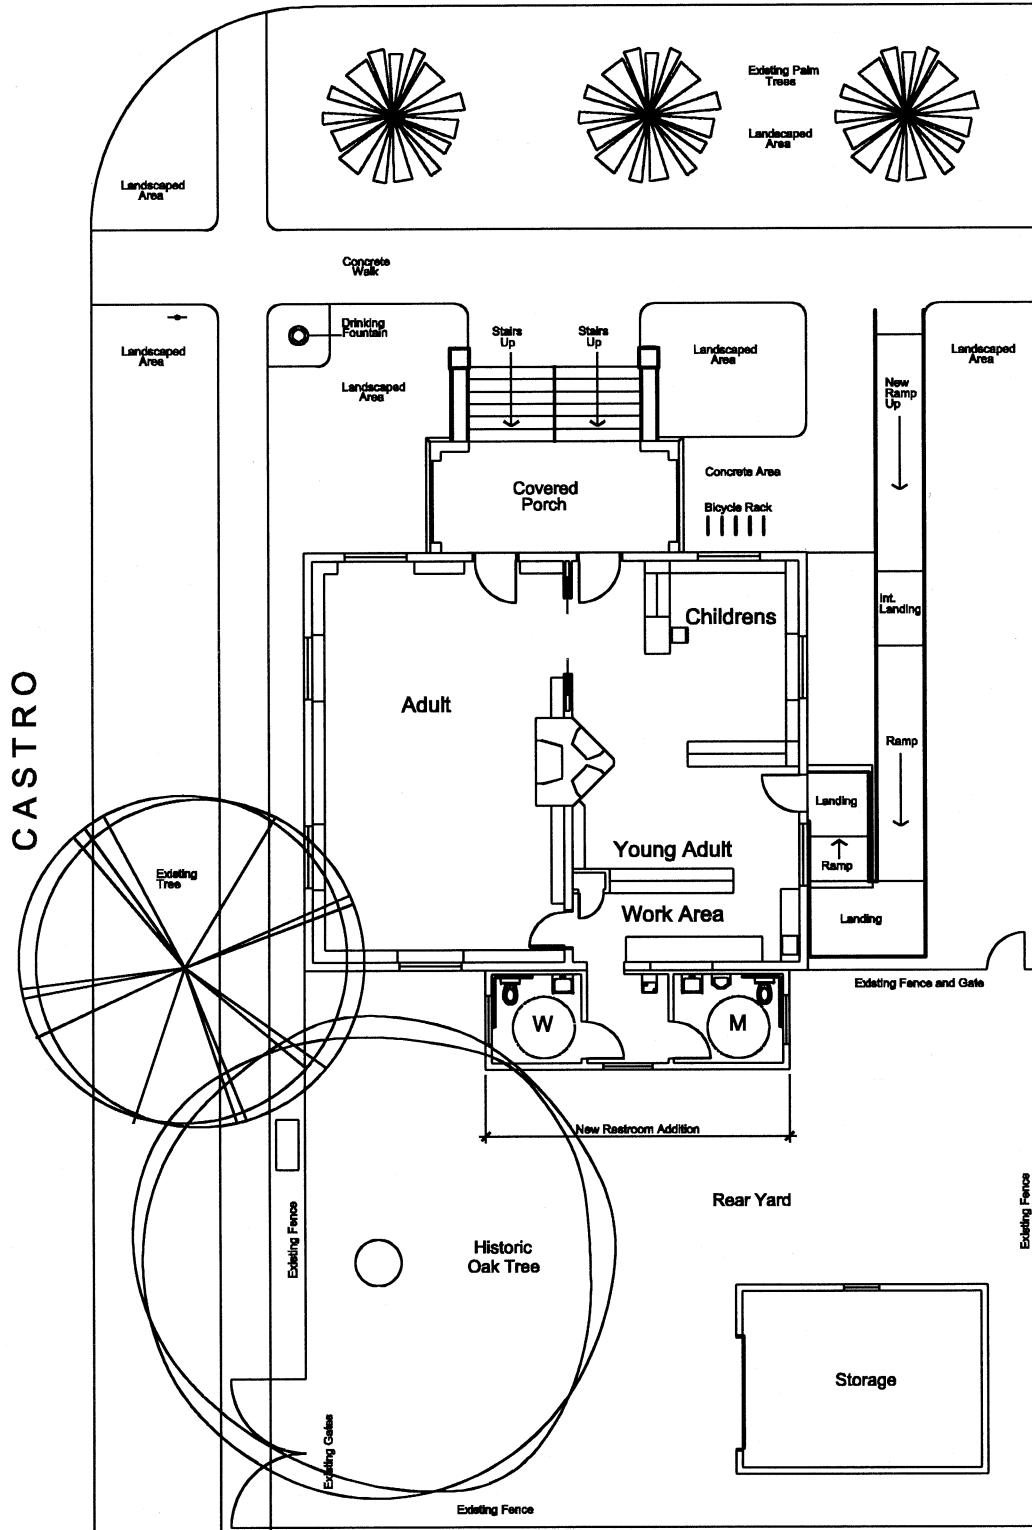 Existing Palm
Trees
Landscaped
Area
Landscaped
Area
Concrete
Walk
Drinking
Fountain
Stairs
Up
Stairs
Up
Landscaped
Area
Landscaped
Area
Landscaped
Area
Landscaped
Area
New
Ramp
Up
Concrete Area
Covered
Porch
Bicycle Rack
Int.
Landing
Childrens
CASTRO
Adult
Ramp
Landing
Young Adult
Ramp
Existing
Tree
Work Area
Landing
Existing Fence and Gate
W
M
New Restroom Addition
Rear Yard
Existing Fence
Existing Fence
Historic
Oak Tree
Storage
Existing Gates
Existing Fence